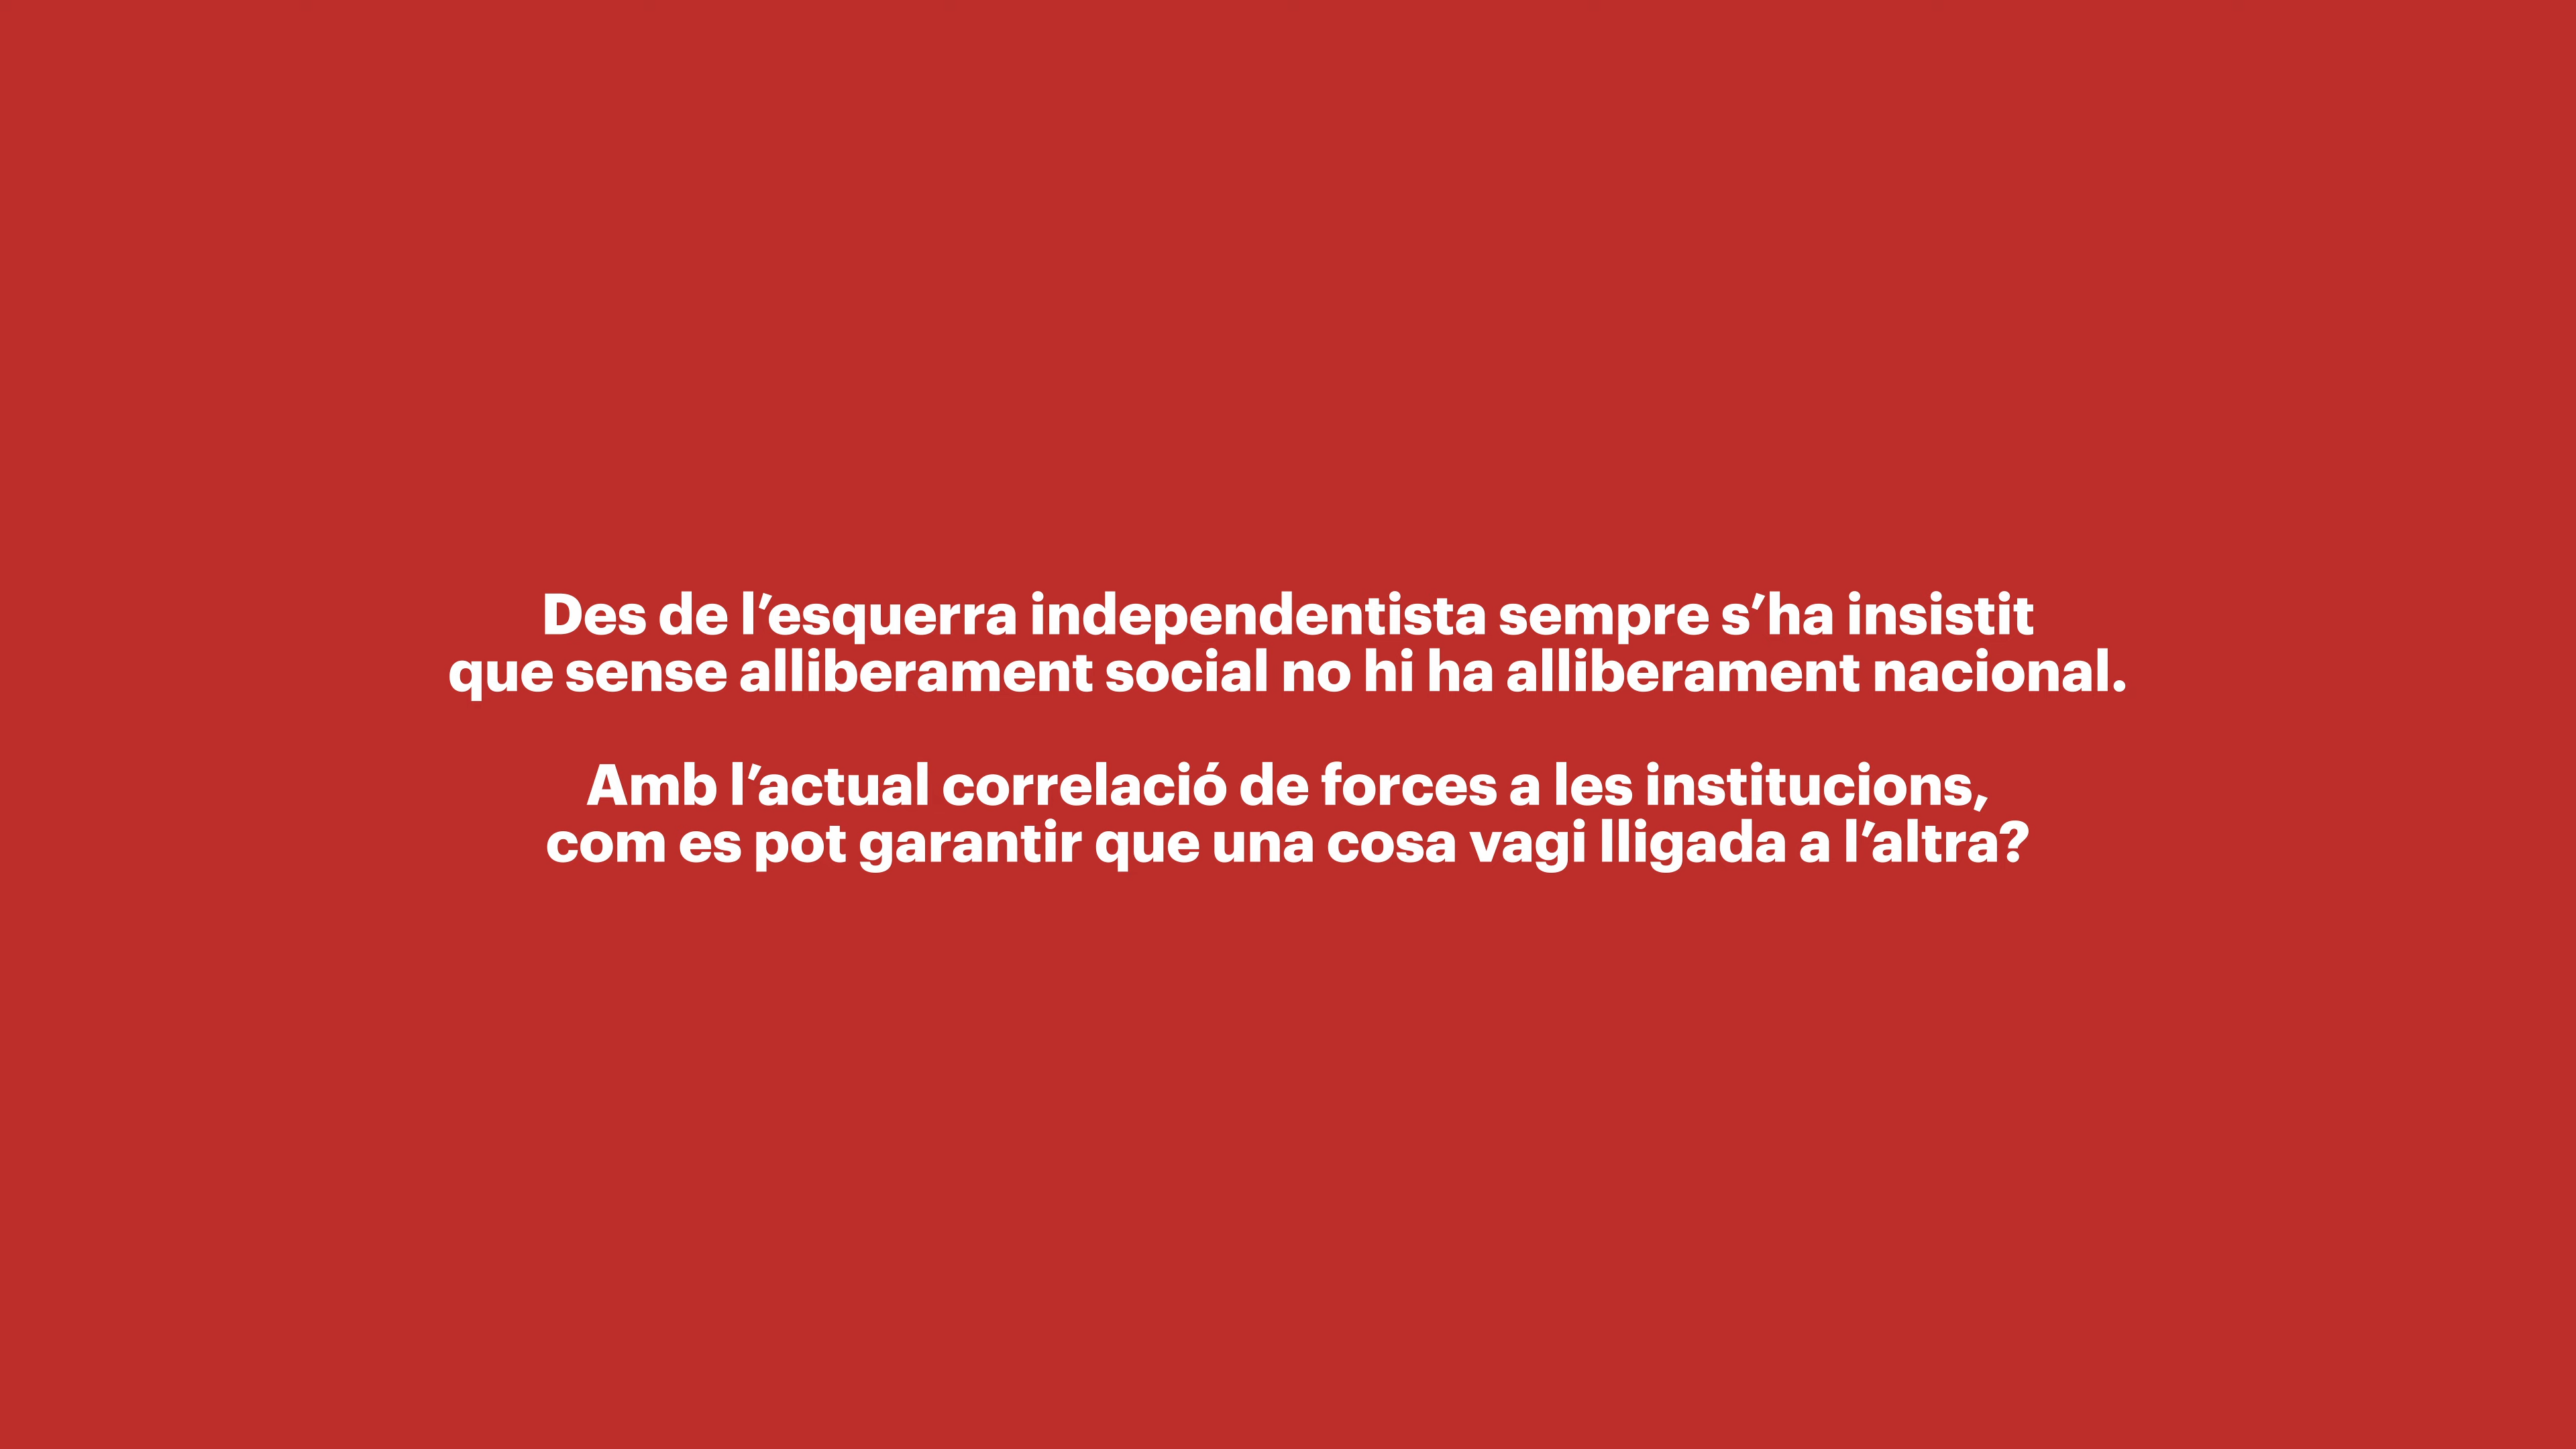 Des de l’esquerra independentista sempre s’ha insistit
que sense alliberament social no hi ha alliberament nacional.
Amb l’actual correlació de forces a les institucions,
com es pot garantir que una cosa vagi lligada a l’altra?